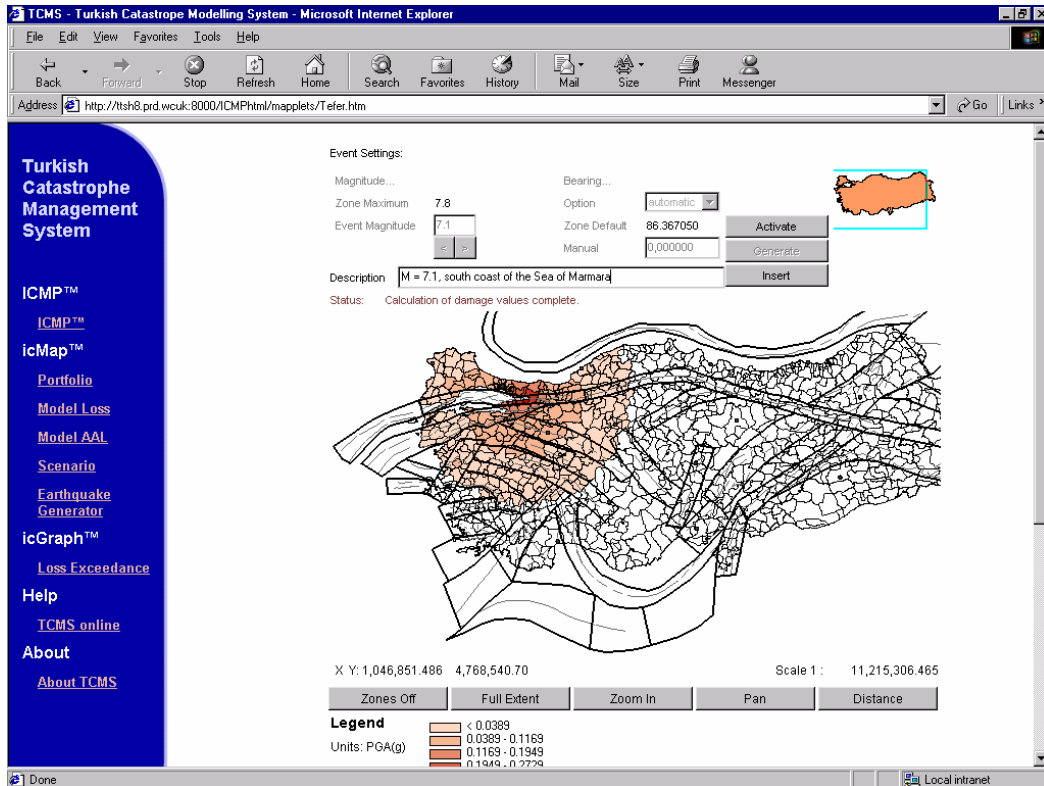 TCMS - Turkish Catastrope Modelling System - Microsoft Internet Explorer
File Edit View Favorites Tools Help
Back Forward Stop Refresh Home Search Favorites History Mail Size Print Messenger
Address http://ttsh8.prd.wcuk:8000/ICMPhtml/mapplets/Tefer.htm Go Links
Turkish
Catastrophe
Management
System
ICMP™
ICMP™
icMap™
Portfolio
Model Loss
Model AAL
Scenario
Earthquake
Generator
icGraph™
Loss Exceedance
Help
TCMS online
About
About TCMS
Event Settings:
Magnitude... Bearing...
Zone Maximum 7.8 Option automatic
Event Magnitude 7.1 Zone Default 86.367050 Activate
< > Manual 0,000000 Generate
Description M = 7.1, south coast of the Sea of Marmara Insert
Status: Calculation of damage values complete.
X Y: 1,046,851.486 4,768,540.70 Scale 1 : 11,215,306.465
Zones Off Full Extent Zoom In Pan Distance
Legend
Units: PGA(g)
< 0.0389
0.0389 - 0.1169
0.1169 - 0.1949
0.1949 - 0.2729
Done Local intranet